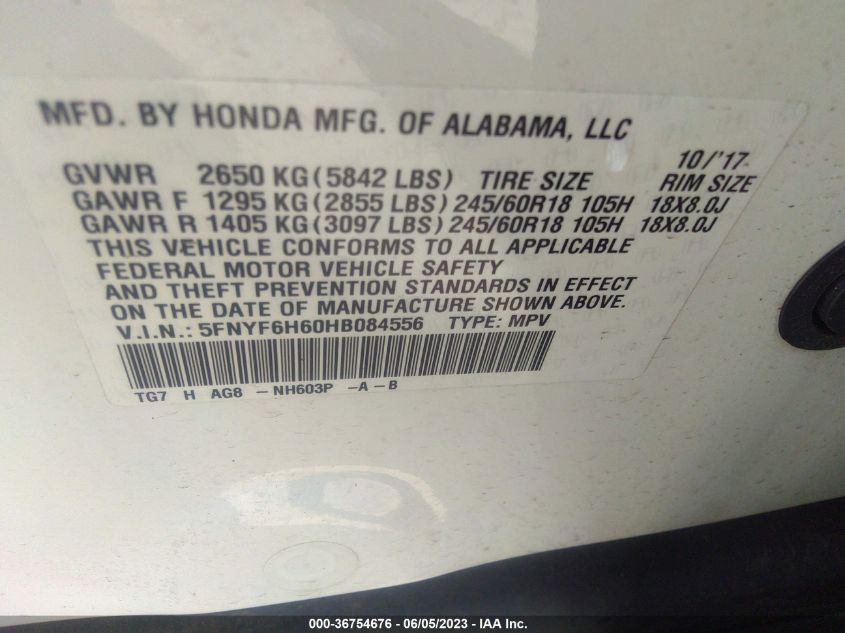 MFD. BY HONDA MFG. OF ALABAMA, LLC
10/'17
GVWR 2650 KG (5842 LBS) TIRE SIZE RIM SIZE
GAWR F 1295 KG (2855 LBS) 245/60R18 105H 18X8.0J
GAWR R 1405 KG (3097 LBS) 245/60R18 105H 18X8.0J
THIS VEHICLE CONFORMS TO ALL APPLICABLE
FEDERAL MOTOR VEHICLE SAFETY
AND THEFT PREVENTION STANDARDS IN EFFECT
ON THE DATE OF MANUFACTURE SHOWN ABOVE.
V.I.N.: 5FNYF6H60HB084556 TYPE: MPV
TG7 H AG8 – NH603P –A – B
000-36754676 / 06/05/2023 - IAA Inc.